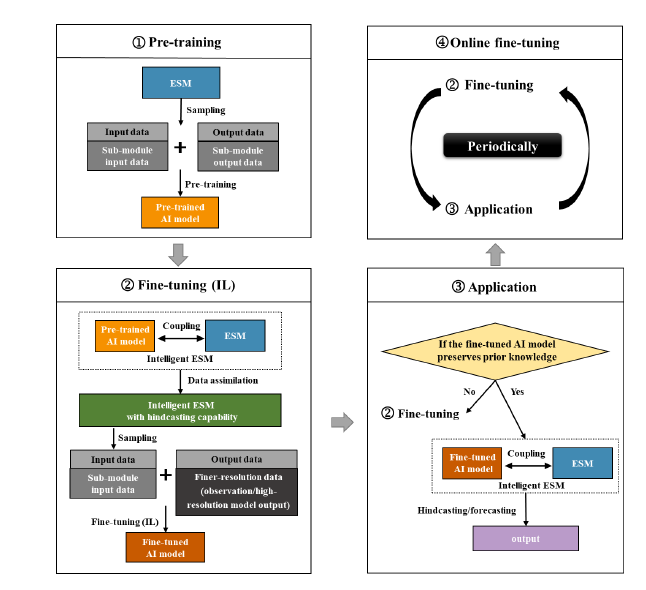 ① Pre-training
ESM
Sampling
Input data
Sub-module
input data
+
Output data
Sub-module
output data
Pre-training
Pre-trained
AI model
② Fine-tuning (IL)
Pre-trained
AI model
Coupling
ESM
Intelligent ESM
Data assimilation
Intelligent ESM
with hindcasting capability
Sampling
Input data
Sub-module
input data
+
Output data
Finer-resolution data
(observation/high-
resolution model output)
Fine-tuning (IL)
Fine-tuned
AI model
③ Application
If the fine-tuned AI model
preserves prior knowledge
No
Yes
② Fine-tuning
Fine-tuned
AI model
Coupling
ESM
Intelligent ESM
Hindcasting/forecasting
output
④Online fine-tuning
② Fine-tuning
Periodically
③ Application